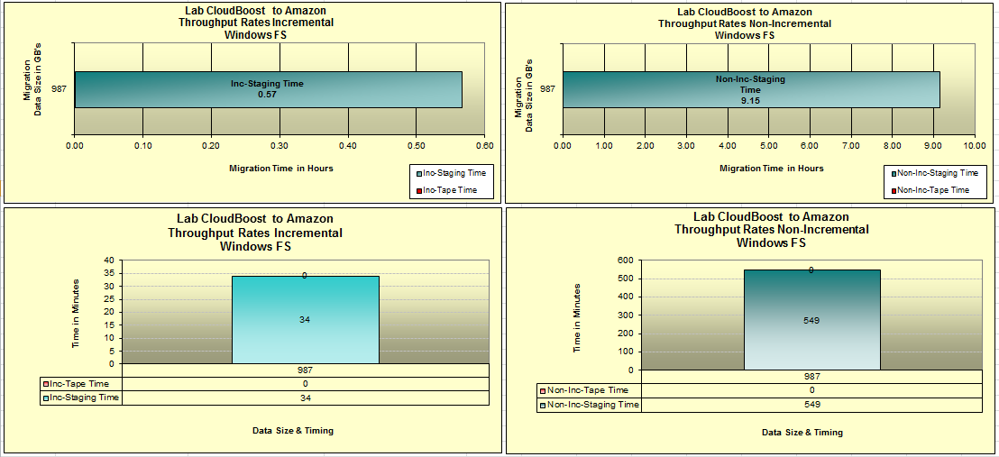 Lab CloudBoost to Amazon
Throughput Rates Incremental
Windows FS
Migration
Data Size in GB's
987
Inc-Staging Time
0.57
0.00 0.10 0.20 0.30 0.40 0.50 0.60
Migration Time in Hours
Inc-Staging Time
Inc-Tape Time
Lab CloudBoost to Amazon
Throughput Rates Non-Incremental
Windows FS
Migration
Data Size in GB's
987
Non-Inc-Staging
Time
9.15
0.00 1.00 2.00 3.00 4.00 5.00 6.00 7.00 8.00 9.00 10.00
Migration Time in Hours
Non-Inc-Staging Time
Non-Inc-Tape Time
Lab CloudBoost to Amazon
Throughput Rates Incremental
Windows FS
Time in Minutes
40
35
30
25
20
15
10
5
0
0
34
987
Inc-Tape Time 0
Inc-Staging Time 34
Data Size & Timing
Lab CloudBoost to Amazon
Throughput Rates Non-Incremental
Windows FS
Time in Minutes
600
500
400
300
200
100
0
0
549
987
Non-Inc-Tape Time 0
Non-Inc-Staging Time 549
Data Size & Timing